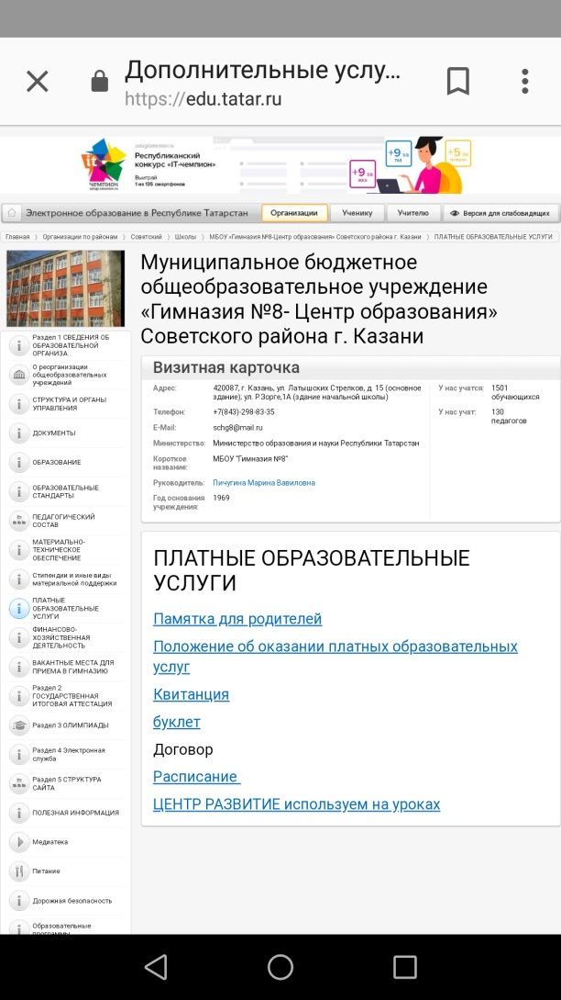 Дополнительные услу...
https://edu.tatar.ru
Республиканский
конкурс «IT-чемпион»
Выиграй
1 из 135 смартфонов
it
чемпион
+9 за
+9 за
+5 за
Электронное образование в Республике Татарстан
Организации
Ученику
Учителю
Версия для слабовидящих
Главная > Организации по районам > Советский > Школы > МБОУ «Гимназия №8-Центр образования» Советского района г. Казани > ПЛАТНЫЕ ОБРАЗОВАТЕЛЬНЫЕ УСЛУГИ
Раздел 1 СВЕДЕНИЯ ОБ
ОБРАЗОВАТЕЛЬНОЙ
ОРГАНИЗА..
О реорганизации
общеобразовательных
учреждений
СТРУКТУРА И ОРГАНЫ
УПРАВЛЕНИЯ
ДОКУМЕНТЫ
ОБРАЗОВАНИЕ
ОБРАЗОВАТЕЛЬНЫЕ
СТАНДАРТЫ
ПЕДАГОГИЧЕСКИЙ
СОСТАВ
МАТЕРИАЛЬНО-
ТЕХНИЧЕСКОЕ
ОБЕСПЕЧЕНИЕ
Стипендии и иные виды
материальной поддержки
ПЛАТНЫЕ
ОБРАЗОВАТЕЛЬНЫЕ
УСЛУГИ
ФИНАНСОВО-
ХОЗЯЙСТВЕННАЯ
ДЕЯТЕЛЬНОСТЬ
ВАКАНТНЫЕ МЕСТА ДЛЯ
ПРИЕМА В ГИМНАЗИЮ
Раздел 2
ГОСУДАРСТВЕННАЯ
ИТОГОВАЯ АТТЕСТАЦИЯ
Раздел 3 ОЛИМПИАДЫ
Раздел 4 Электронная
служба
Раздел 5 СТРУКТУРА
САЙТА
ПОЛЕЗНАЯ ИНФОРМАЦИЯ
Медиатека
Питание
Дорожная безопасность
Образовательные
программы
Муниципальное бюджетное
общеобразовательное учреждение
«Гимназия №8- Центр образования»
Советского района г. Казани
Визитная карточка
Адрес: 420087, г. Казань, ул. Латышских Стрелков, д. 15 (основное
здание); ул. Р.Зорге,1А (здание начальной школы)
Телефон: +7(843)-298-83-35
E-Mail: schg8@mail.ru
Министерство: Министерство образования и науки Республики Татарстан
Короткое
название: МБОУ "Гимназия №8"
Руководитель: Пичугина Марина Вавиловна
Год основания
учреждения: 1969
У нас учатся: 1501
обучающихся
У нас учат: 130
педагогов
ПЛАТНЫЕ ОБРАЗОВАТЕЛЬНЫЕ
УСЛУГИ
Памятка для родителей
Положение об оказании платных образовательных
услуг
Квитанция
буклет
Договор
Расписание
ЦЕНТР РАЗВИТИЕ используем на уроках